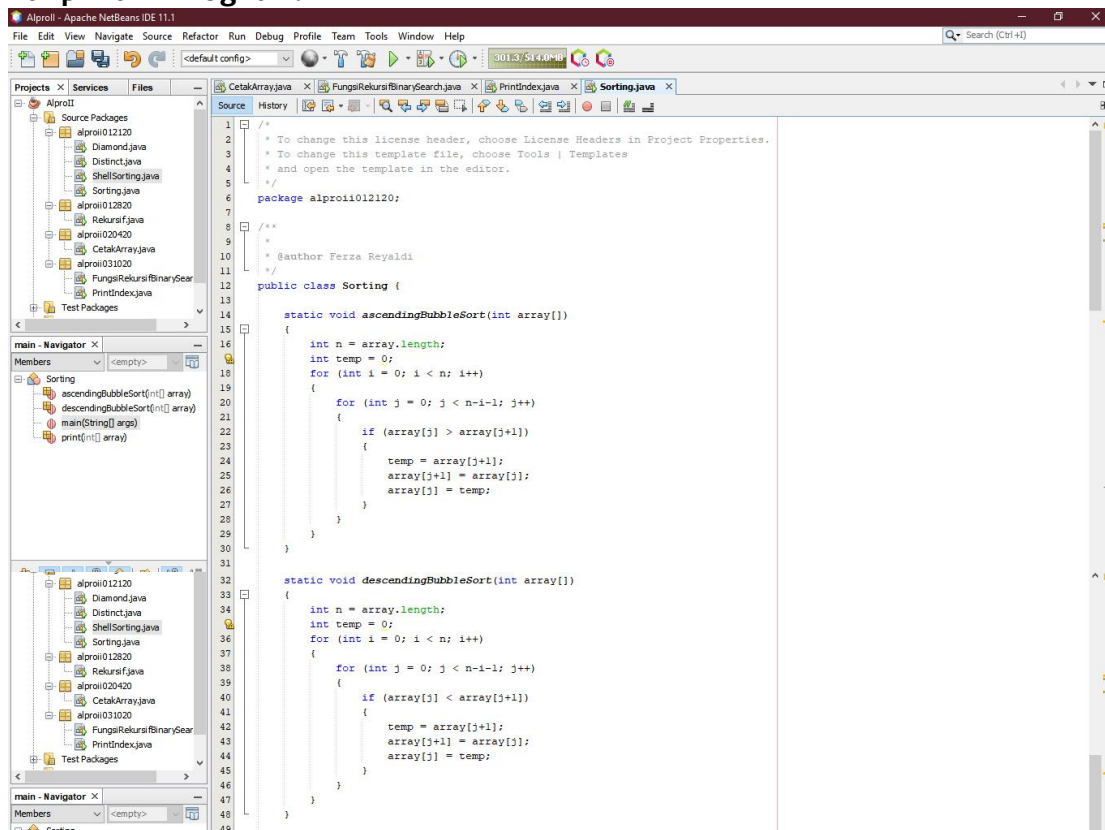 AlproII - Apache NetBeans IDE 11.1
File Edit View Navigate Source Refactor Run Debug Profile Team Tools Window Help
Search (Ctrl+I)
<default config>
301.3/514.0MB
Projects
Services
Files
CetakArray.java
FungsiRekursifBinarySearch.java
PrintIndex.java
Sorting.java
AlproII
Source Packages
alproii012120
Diamond.java
Distinct.java
ShellSorting.java
Sorting.java
alproii012820
Rekursif.java
alproii020420
CetakArray.java
alproii031020
FungsiRekursifBinarySear
PrintIndex.java
Test Packages
main - Navigator
Members
<empty>
Sorting
ascendingBubbleSort(int[] array)
descendingBubbleSort(int[] array)
main(String[] args)
print(int[] array)
alproii012120
Diamond.java
Distinct.java
ShellSorting.java
Sorting.java
alproii012820
Rekursif.java
alproii020420
CetakArray.java
alproii031020
FungsiRekursifBinarySear
PrintIndex.java
Test Packages
main - Navigator
Members
<empty>
Source History
1 /*
2 * To change this license header, choose License Headers in Project Properties.
3 * To change this template file, choose Tools | Templates
4 * and open the template in the editor.
5 */
6 package alproii012120;
7
8 /**
9 *
10 * @author Ferza Reyaldi
11 */
12 public class Sorting {
13
14 static void ascendingBubbleSort(int array[])
15 {
16 int n = array.length;
int temp = 0;
18 for (int i = 0; i < n; i++)
19 {
20 for (int j = 0; j < n-i-1; j++)
21 {
22 if (array[j] > array[j+1])
23 {
24 temp = array[j+1];
25 array[j+1] = array[j];
26 array[j] = temp;
27 }
28 }
29 }
30 }
31
32 static void descendingBubbleSort(int array[])
33 {
34 int n = array.length;
int temp = 0;
36 for (int i = 0; i < n; i++)
37 {
38 for (int j = 0; j < n-i-1; j++)
39 {
40 if (array[j] < array[j+1])
41 {
42 temp = array[j+1];
43 array[j+1] = array[j];
44 array[j] = temp;
45 }
46 }
47 }
48 }